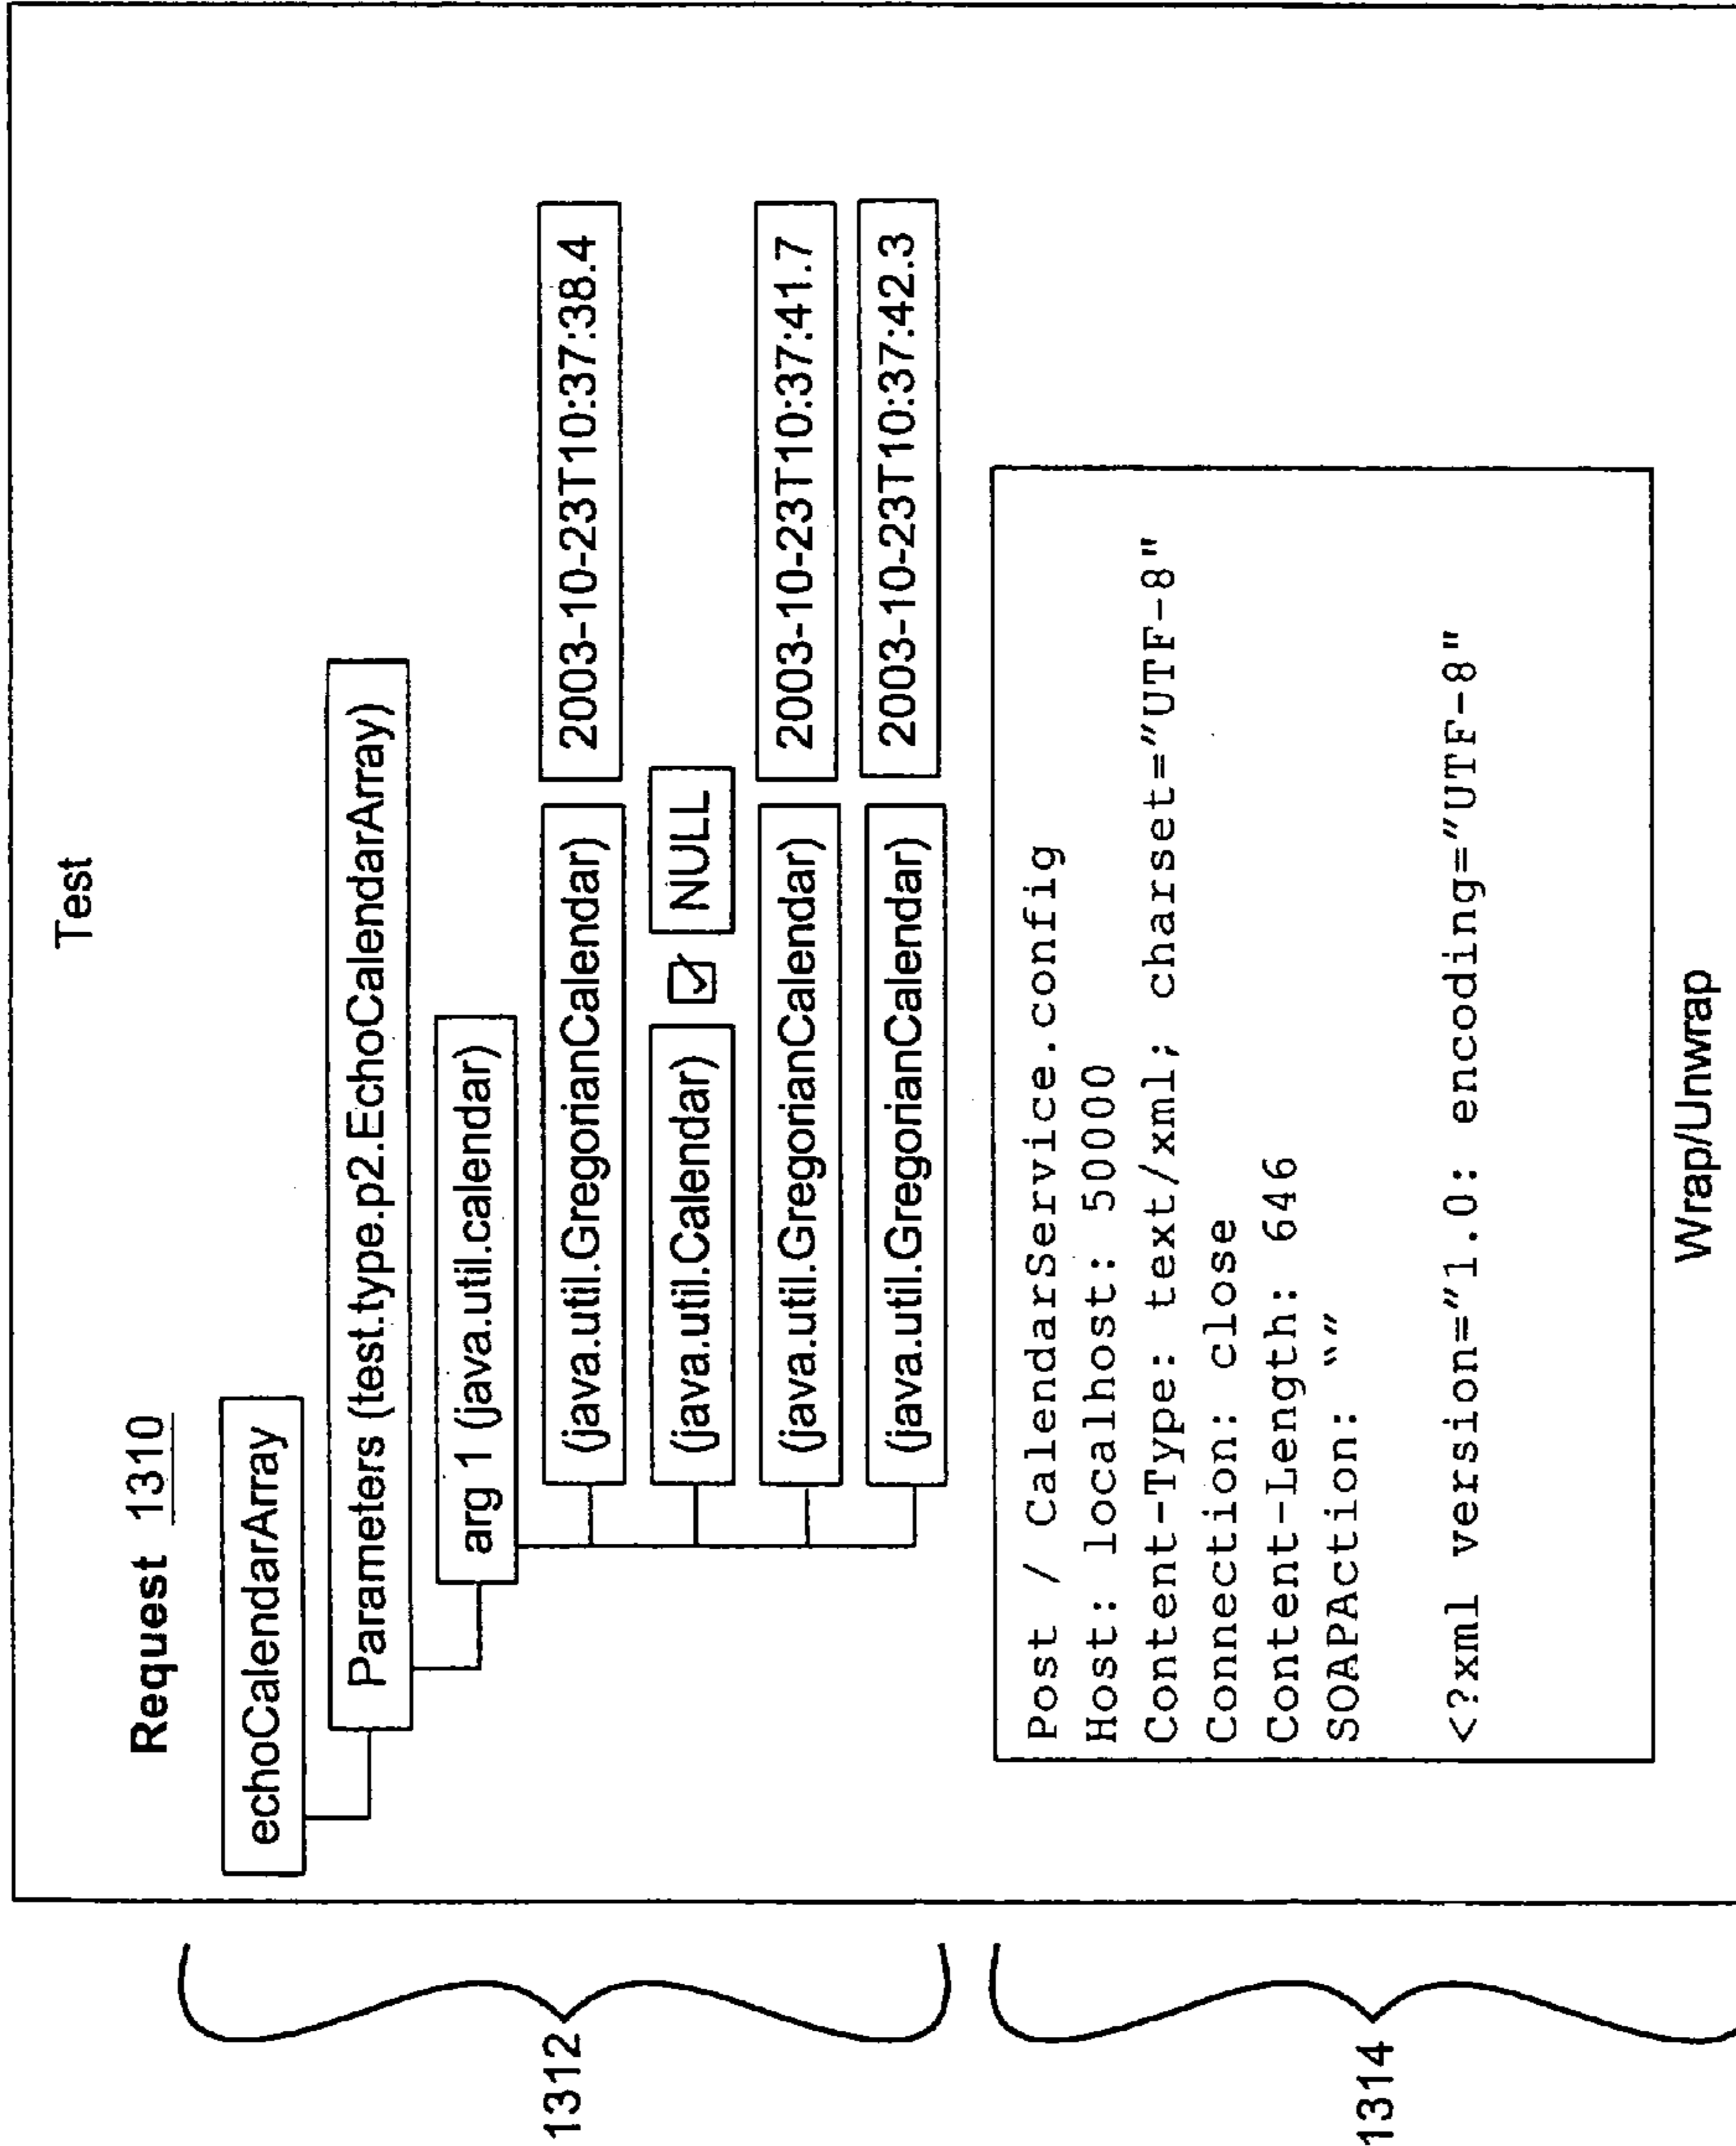 Test
Request 1310
echoCalendarArray
Parameters (test.type.p2.EchoCalendarArray)
arg 1 (java.util.calendar)
(java.util.GregorianCalendar) 2003-10-23T10:37:38.4
(java.util.Calendar) ☑ NULL
(java.util.GregorianCalendar) 2003-10-23T10:37:41.7
(java.util.GregorianCalendar) 2003-10-23T10:37:42.3
1312
Post / CalendarService.config
Host: localhost: 50000
Content-Type: text/xml; charset="UTF-8"
Connection: close
Content-Length: 646
SOAPAction: “”
<?xml version="1.0: encoding="UTF-8"
1314
Wrap/Unwrap